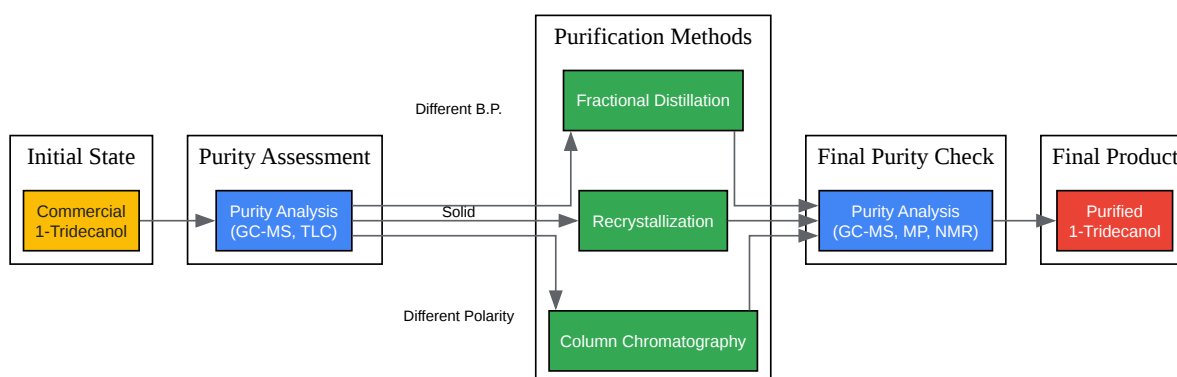 Initial State
Commercial
1-Tridecanol
Purity Assessment
Purity Analysis
(GC-MS, TLC)
Different B.P.
Solid
Different Polarity
Purification Methods
Fractional Distillation
Recrystallization
Column Chromatography
Final Purity Check
Purity Analysis
(GC-MS, MP, NMR)
Final Product
Purified
1-Tridecanol